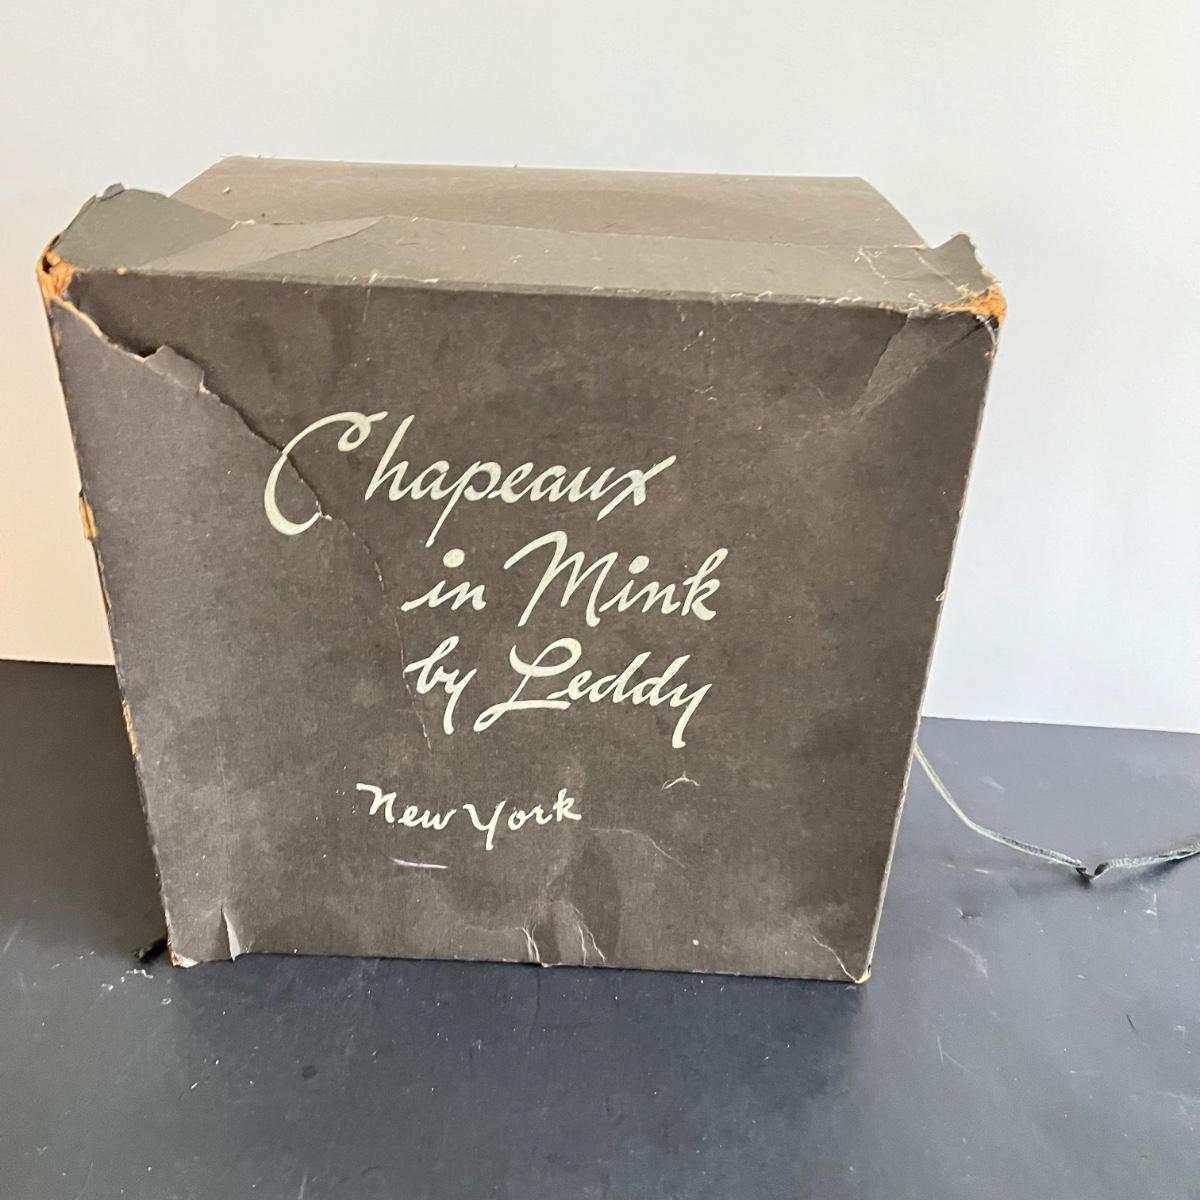 Chapeaux
in Mink
by Leddy
New York